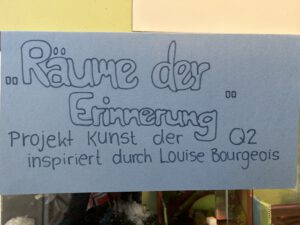 „Räume der
Erinnerung“
Projekt Kunst der Q2
inspiriert durch Louise Bourgeois